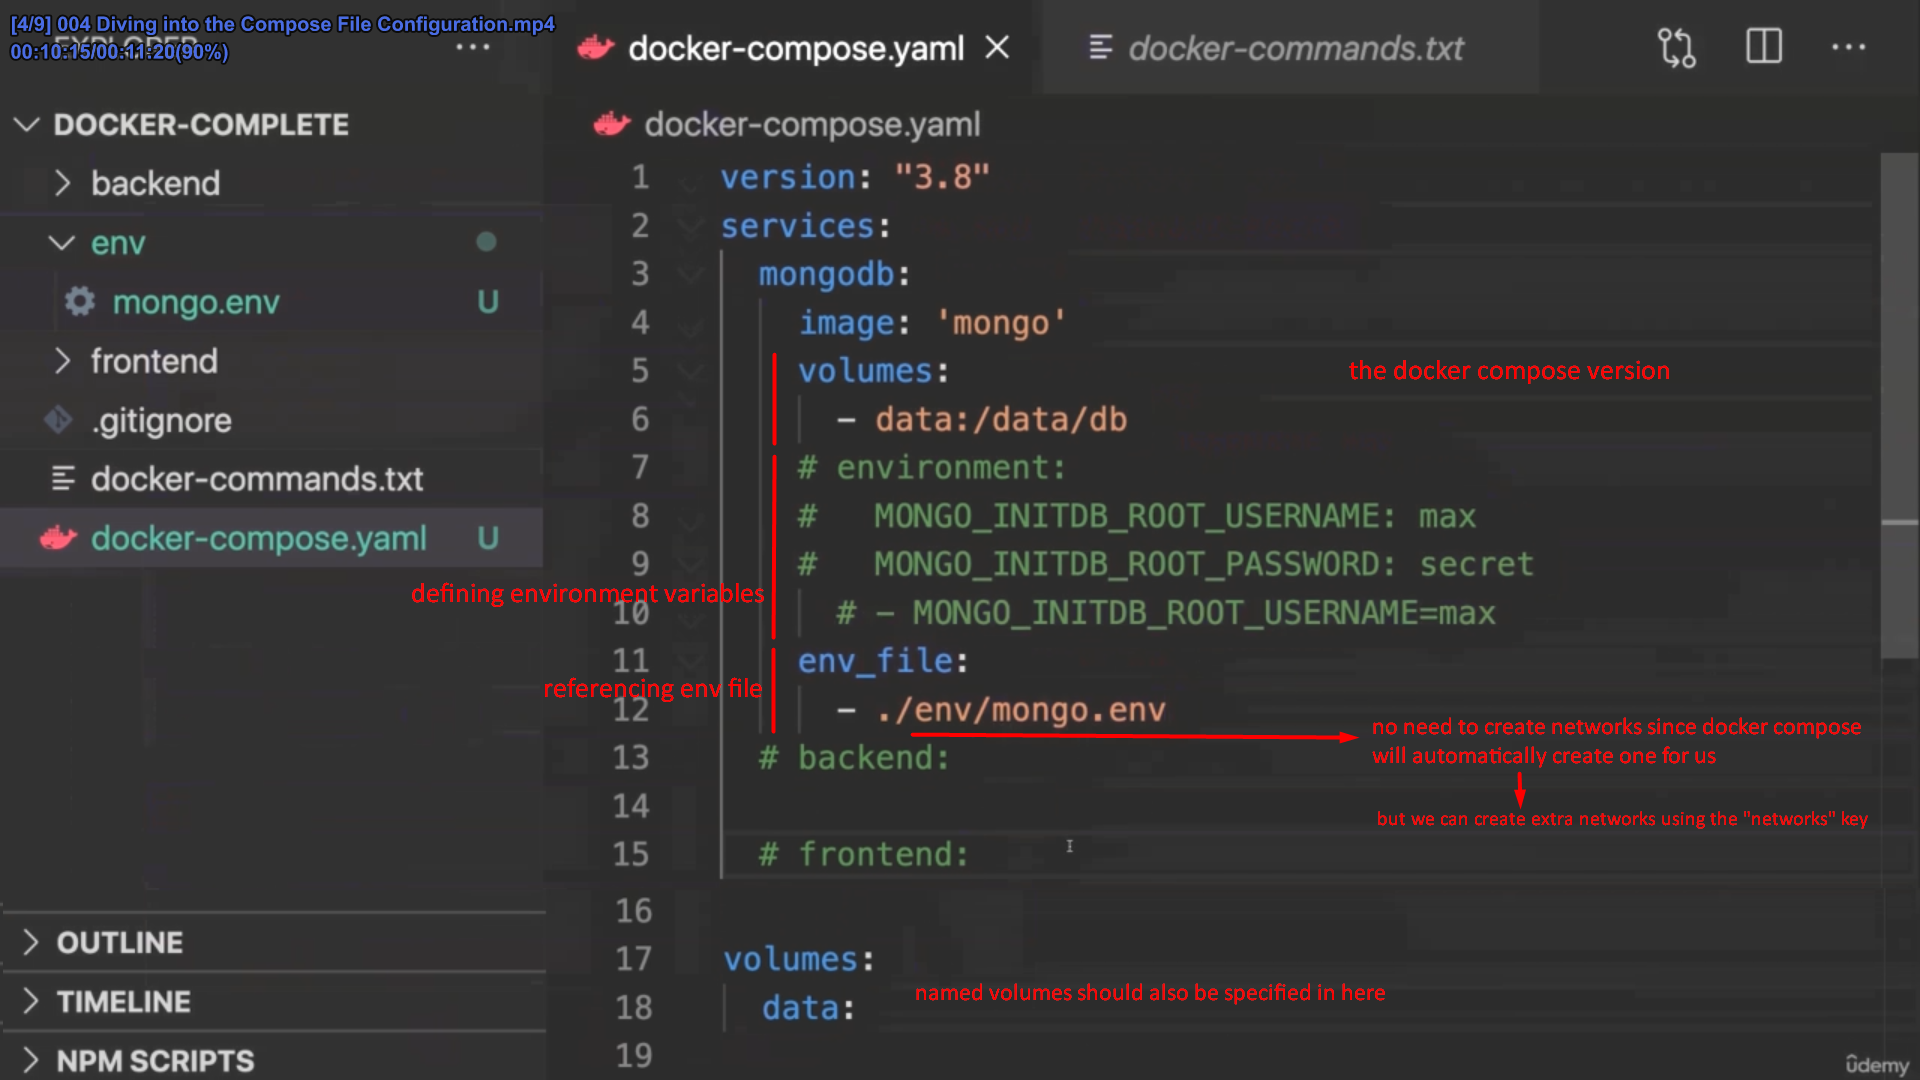 [4/9] 004 Diving into the Compose File Configuration.mp4
00:10:15/00:11:20(90%)
EXPLORER
docker-compose.yaml
docker-commands.txt
DOCKER-COMPLETE
backend
env
mongo.env U
frontend
.gitignore
docker-commands.txt
docker-compose.yaml U
OUTLINE
TIMELINE
NPM SCRIPTS
docker-compose.yaml
1 version: "3.8"
2 services:
3 mongodb:
4 image: 'mongo'
5 volumes:
the docker compose version
6 - data:/data/db
7 # environment:
8 # MONGO_INITDB_ROOT_USERNAME: max
9 # MONGO_INITDB_ROOT_PASSWORD: secret
defining environment variables
10 # - MONGO_INITDB_ROOT_USERNAME=max
11 env_file:
referencing env file
12 - ./env/mongo.env
no need to create networks since docker compose
will automatically create one for us
13 # backend:
14
but we can create extra networks using the "networks" key
15 # frontend:
16
17 volumes:
named volumes should also be specified in here
18 data:
19
udemy